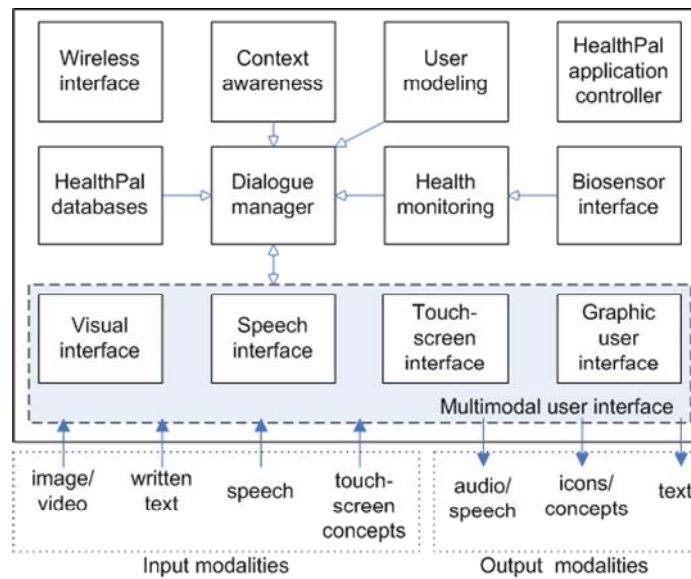 Wireless
interface
Context
awareness
User
modeling
HealthPal
application
controller
HealthPal
databases
Dialogue
manager
Health
monitoring
Biosensor
interface
Visual
interface
Speech
interface
Touch-
screen
interface
Graphic
user
interface
Multimodal user interface
image/
video
written
text
speech
touch-
screen
concepts
audio/
speech
icons/
concepts
text
Input modalities
Output modalities